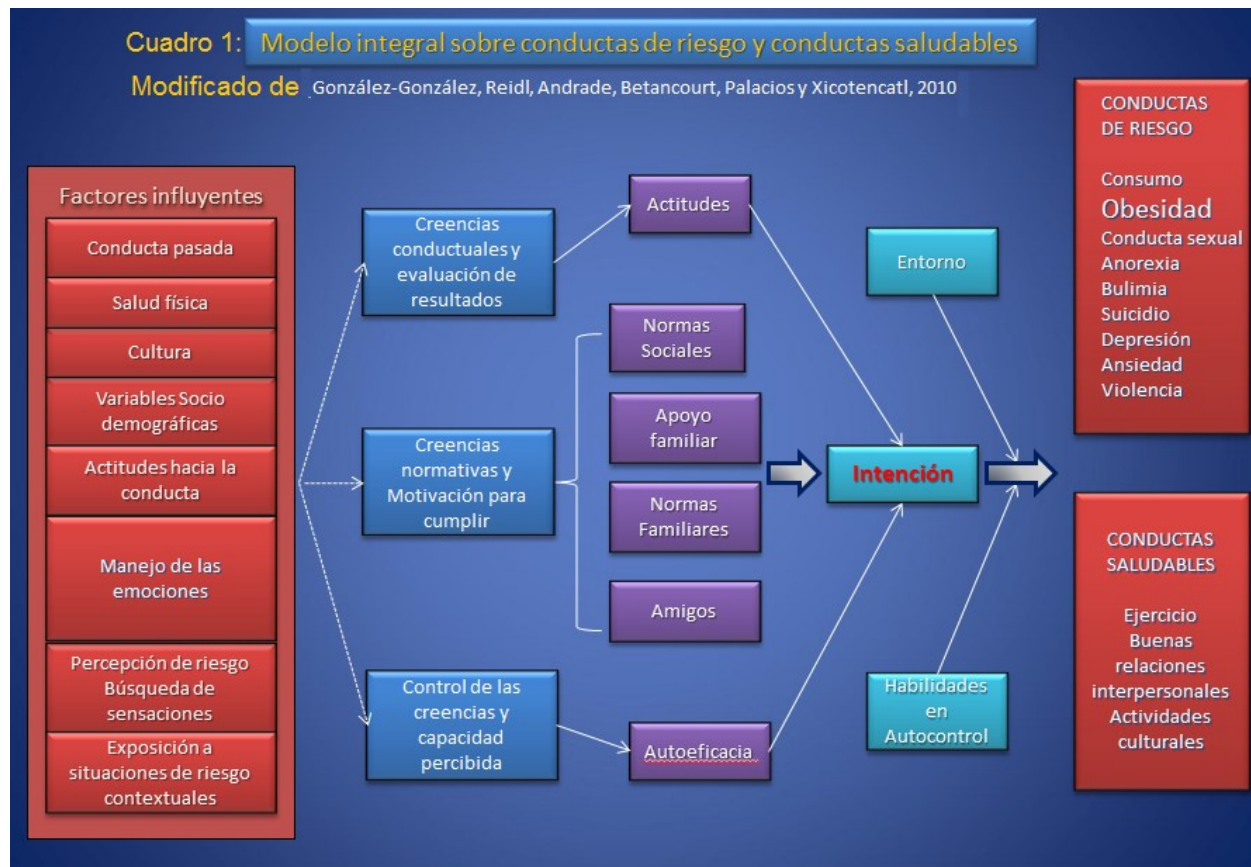 Cuadro 1: Modelo integral sobre conductas de riesgo y conductas saludables
Modificado de González-González, Reidl, Andrade, Betancourt, Palacios y Xicotencatl, 2010
Factores influyentes
Conducta pasada
Salud física
Cultura
Variables Socio
demográficas
Actitudes hacia la
conducta
Manejo de las
emociones
Percepción de riesgo
Búsqueda de
sensaciones
Exposición a
situaciones de riesgo
contextuales
Creencias
conductuales y
evaluación de
resultados
Creencias
normativas y
Motivación para
cumplir
Control de las
creencias y
capacidad
percibida
Actitudes
Normas
Sociales
Apoyo
familiar
Normas
Familiares
Amigos
Autoeficacia
Entorno
Intención
Habilidades
en
Autocontrol
CONDUCTAS
DE RIESGO
Consumo
Obesidad
Conducta sexual
Anorexia
Bulimia
Suicidio
Depresión
Ansiedad
Violencia
CONDUCTAS
SALUDABLES
Ejercicio
Buenas
relaciones
interpersonales
Actividades
culturales